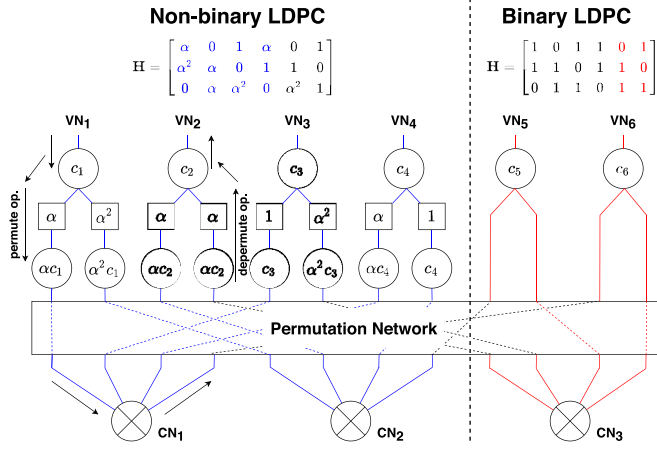 Non-binary LDPC
Binary LDPC
H = [ α 0 1 α 0 1
α² α 0 1 1 0
0 α α² 0 α² 1 ]
H = [ 1 0 1 1 0 1
1 1 0 1 1 0
0 1 1 0 1 1 ]
VN₁ VN₂ VN₃ VN₄ VN₅ VN₆
c₁ c₂ c₃ c₄ c₅ c₆
permute op.
depermute op.
α α² α α 1 α² α 1
αc₁ α²c₁ αc₂ αc₂ c₃ α²c₃ αc₄ c₄
Permutation Network
CN₁ CN₂ CN₃